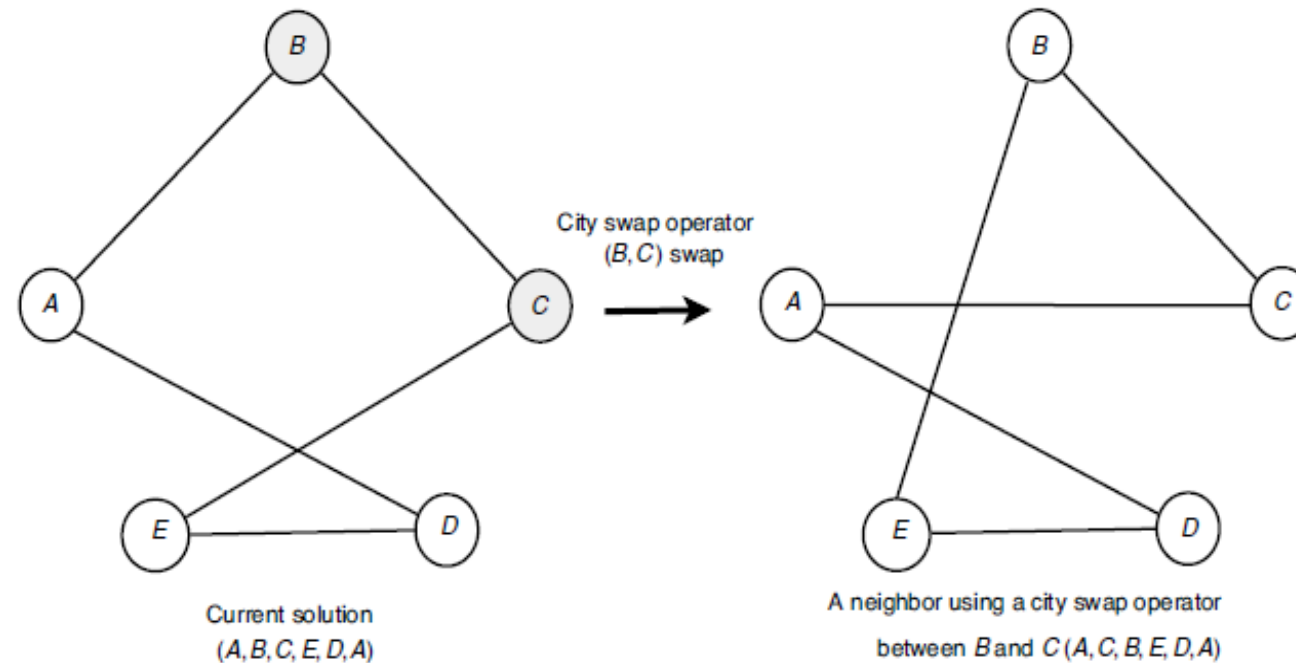 B
B
City swap operator
(B, C) swap
A
C
A
C
E
D
E
D
Current solution
(A, B, C, E, D, A)
A neighbor using a city swap operator
between B and C (A, C, B, E, D, A)